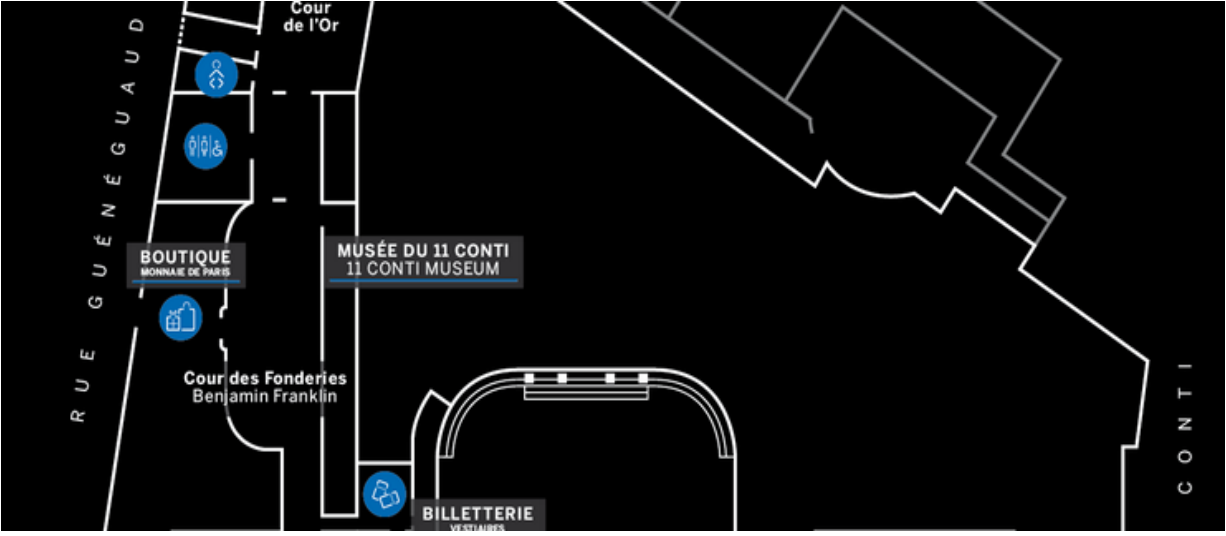 Cour
de l'Or
RUE GUÉNÉGUAUD
BOUTIQUE
MONNAIE DE PARIS
MUSÉE DU 11 CONTI
11 CONTI MUSEUM
Cour des Fonderies
Benjamin Franklin
CONTI
BILLETTERIE
VESTIAIRES